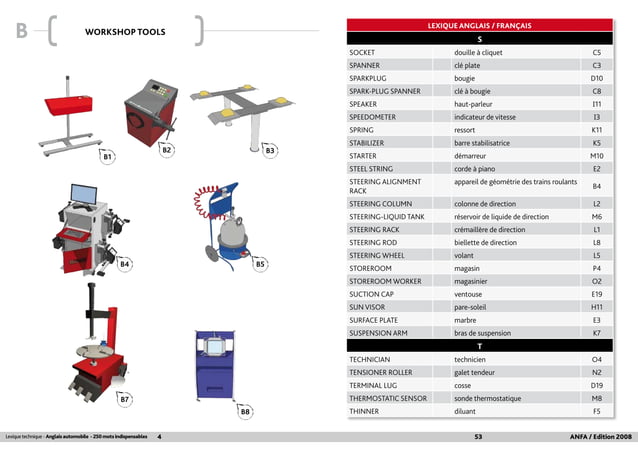 B
WORKSHOP TOOLS
B1
B2
B3
B4
B5
B7
B8
Lexique technique - Anglais automobile - 250 mots indispensables 4
LEXIQUE ANGLAIS / FRANÇAIS
S
SOCKET douille à cliquet C5
SPANNER clé plate C3
SPARKPLUG bougie D10
SPARK-PLUG SPANNER clé à bougie C8
SPEAKER haut-parleur I11
SPEEDOMETER indicateur de vitesse I3
SPRING ressort K11
STABILIZER barre stabilisatrice K5
STARTER démarreur M10
STEEL STRING corde à piano E2
STEERING ALIGNMENT appareil de géométrie des trains roulants B4
RACK
STEERING COLUMN colonne de direction L2
STEERING-LIQUID TANK réservoir de liquide de direction M6
STEERING RACK crémaillère de direction L1
STEERING ROD biellette de direction L8
STEERING WHEEL volant L5
STOREROOM magasin P4
STOREROOM WORKER magasinier O2
SUCTION CAP ventouse E19
SUN VISOR pare-soleil H11
SURFACE PLATE marbre E3
SUSPENSION ARM bras de suspension K7
T
TECHNICIAN technicien O4
TENSIONER ROLLER galet tendeur N2
TERMINAL LUG cosse D19
THERMOSTATIC SENSOR sonde thermostatique M8
THINNER diluant F5
53 ANFA / Edition 2008